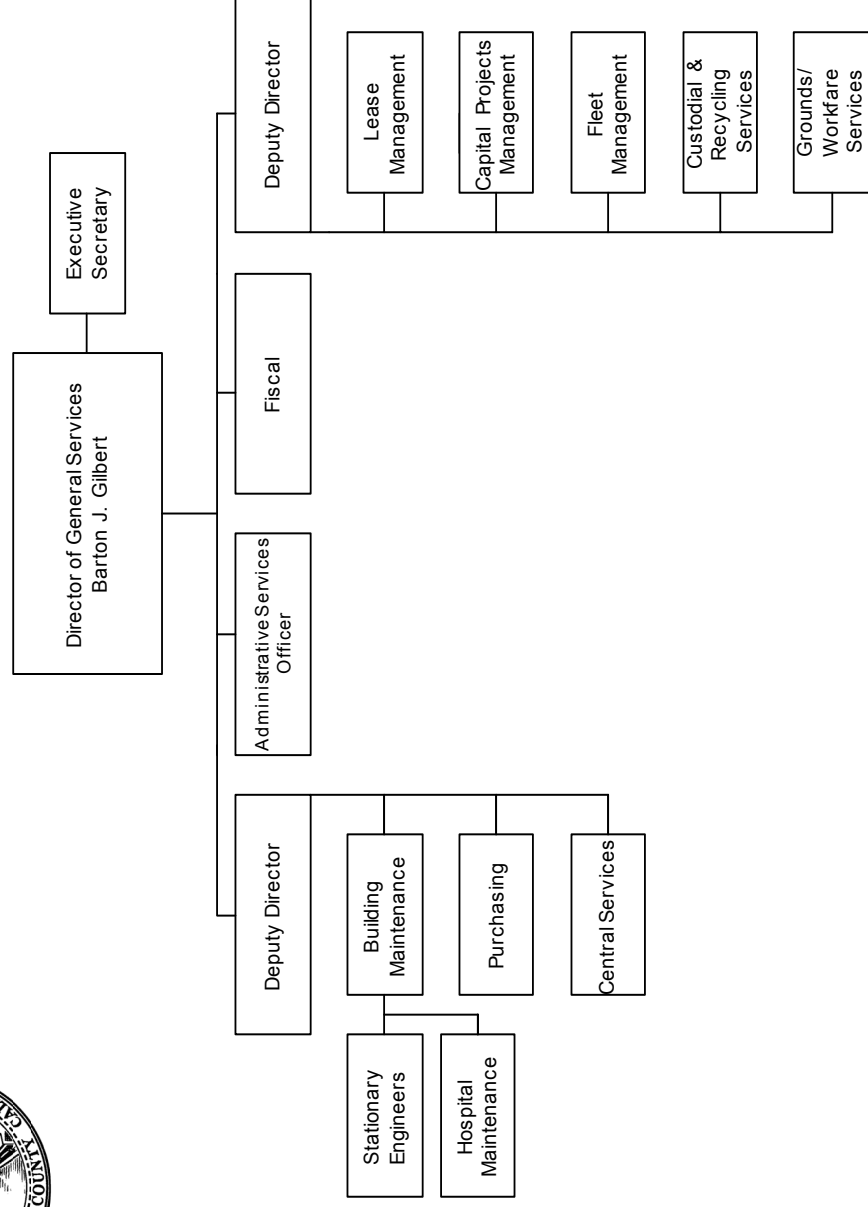 Director of General Services
Barton J. Gilbert
Executive
Secretary
Deputy Director
Administrative Services
Officer
Fiscal
Deputy Director
Building
Maintenance
Stationary
Engineers
Hospital
Maintenance
Purchasing
Central Services
Lease
Management
Capital Projects
Management
Fleet
Management
Custodial &
Recycling
Services
Grounds/
Workfare
Services
COUNTY